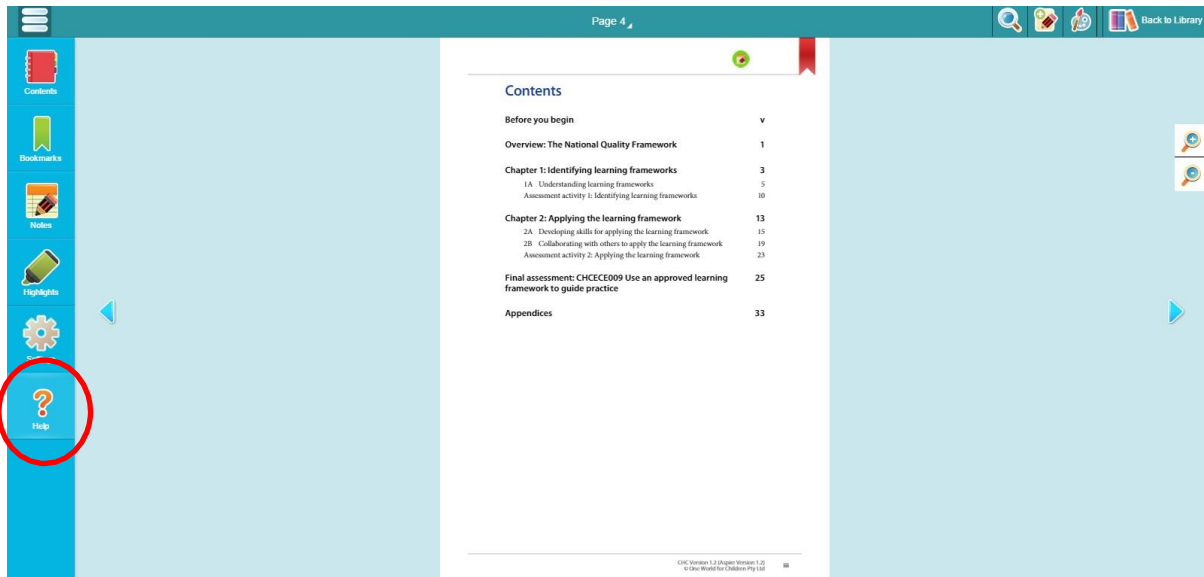 Page 4
Back to Library
Contents
Bookmarks
Notes
Highlights
Help
Contents
Before you begin v
Overview: The National Quality Framework 1
Chapter 1: Identifying learning frameworks 3
1A Understanding learning frameworks 5
Assessment activity 1: Identifying learning frameworks 10
Chapter 2: Applying the learning framework 13
2A Developing skills for applying the learning framework 15
2B Collaborating with others to apply the learning framework 19
Assessment activity 2: Applying the learning framework 23
Final assessment: CHCECE009 Use an approved learning 25
framework to guide practice
Appendices 33
CHC Version 1.2 (Aspire Version 1.2)
© One World for Children Pty Ltd iii